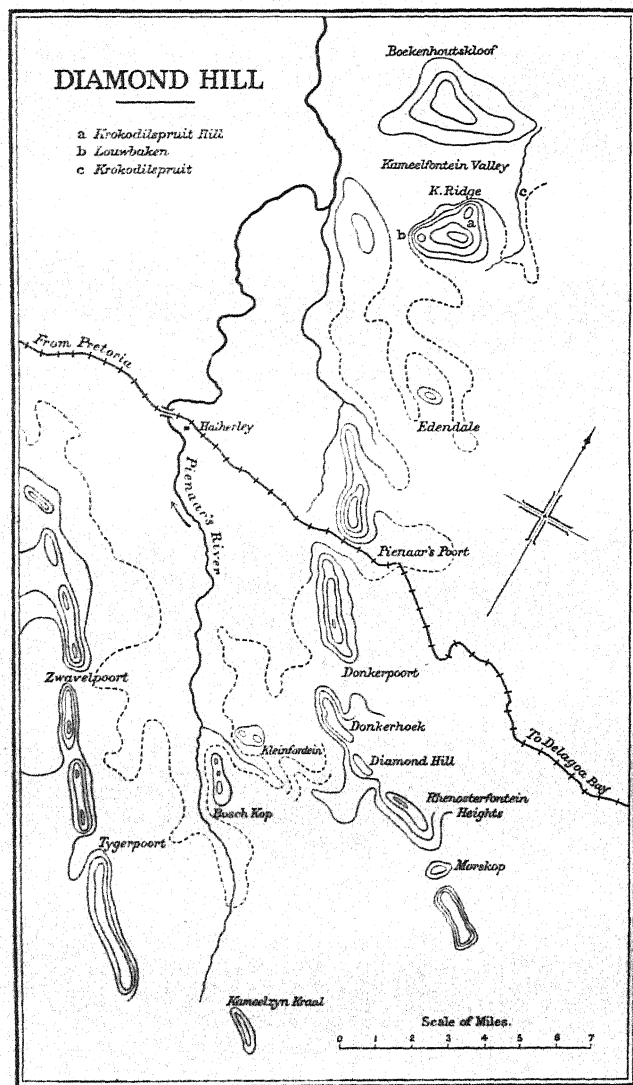 DIAMOND HILL
a Krokodilspruit Hill
b Louwbaken
c Krokodilspruit
Boekenhoutskloof
Kameelfontein Valley
K. Ridge
c
a
b
From Pretoria
Edendale
Hatherley
Pienaar's River
Pienaar's Poort
Zwavelpoort
Donkerpoort
Donkerhoek
Kleinfontein
Diamond Hill
To Delagoa Bay
Bosch Kop
Rhenosterfontein
Heights
Tygerpoort
Morskop
Kameelzyn Kraal
Scale of Miles.
0 1 2 3 4 5 6 7